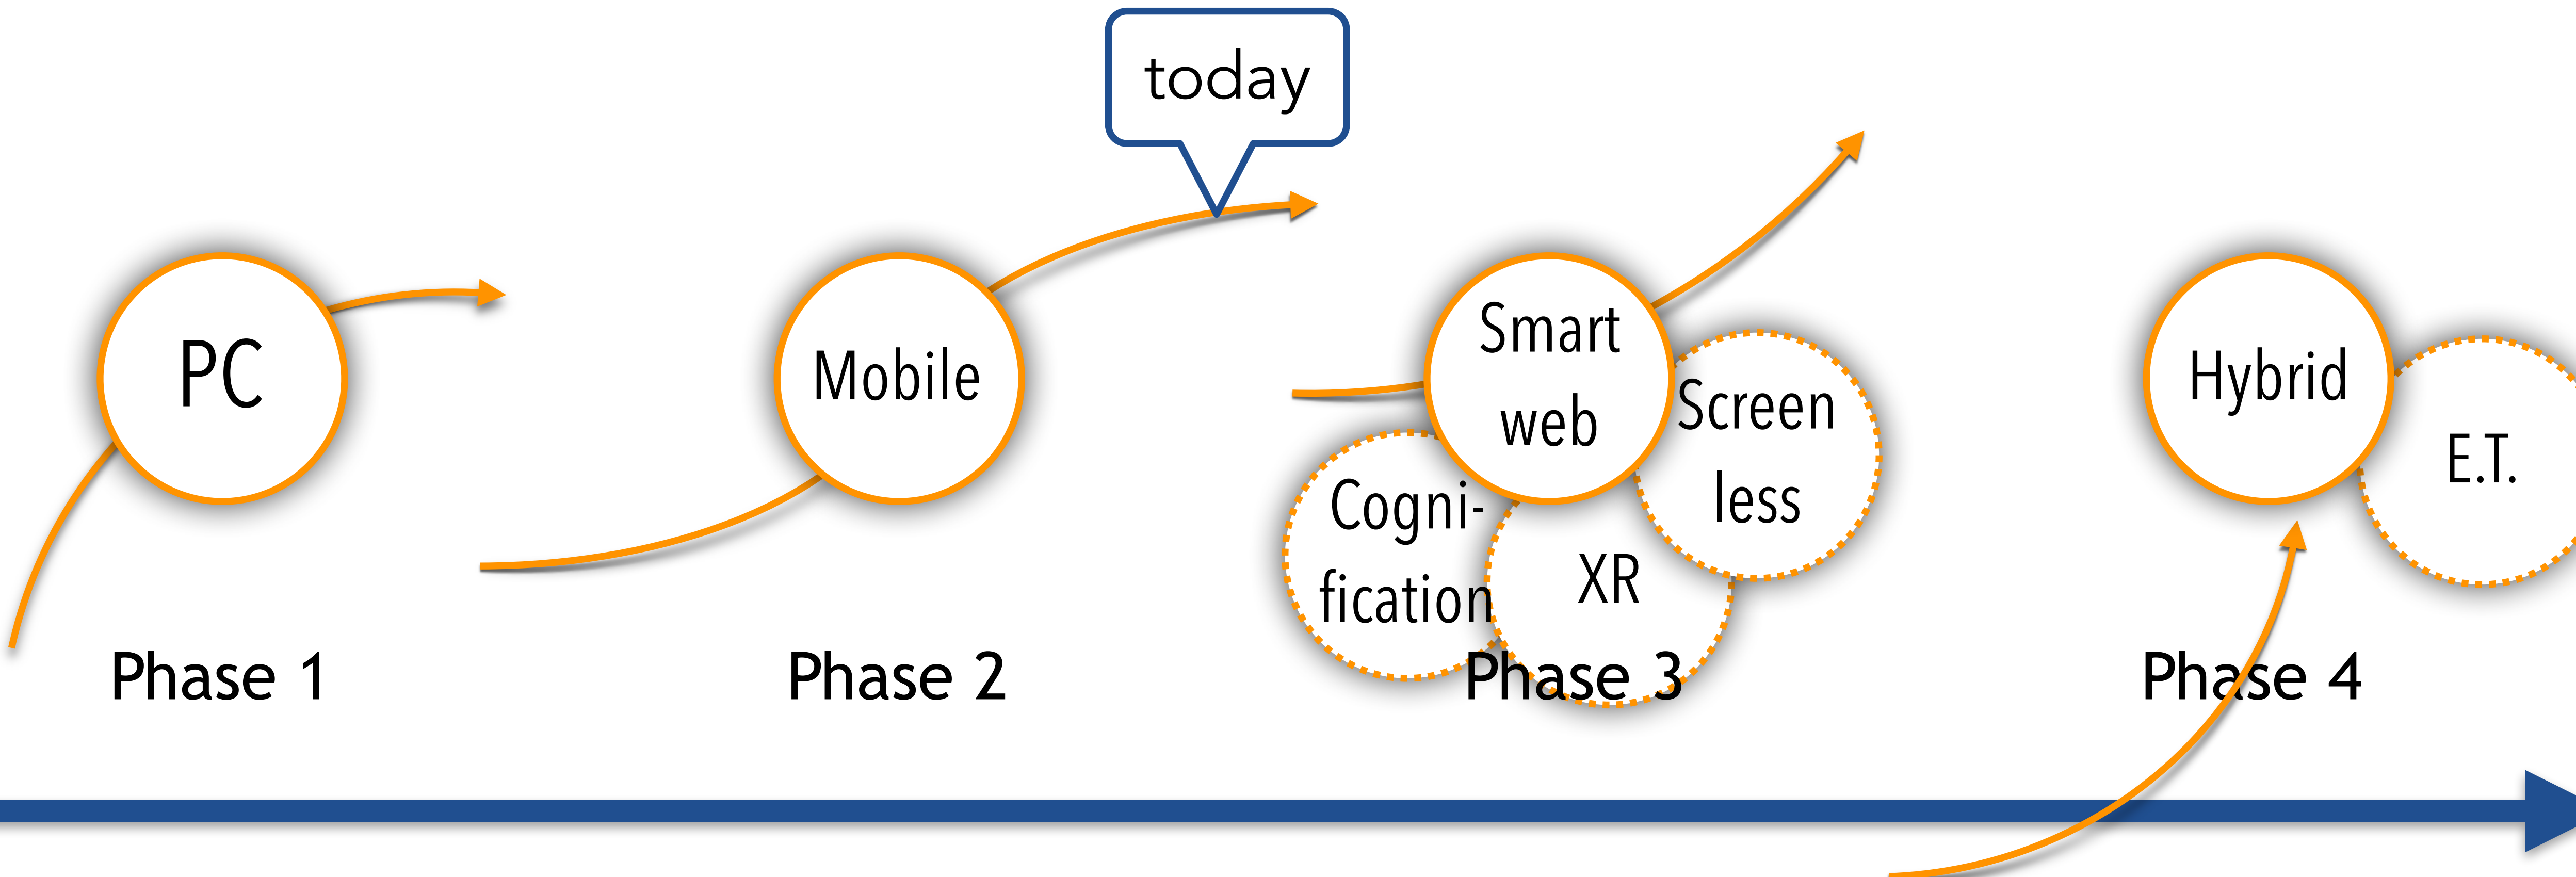 today
PC
Mobile
Smart
web
Screen
less
Cogni-
fication
XR
Hybrid
E.T.
Phase 1
Phase 2
Phase 3
Phase 4